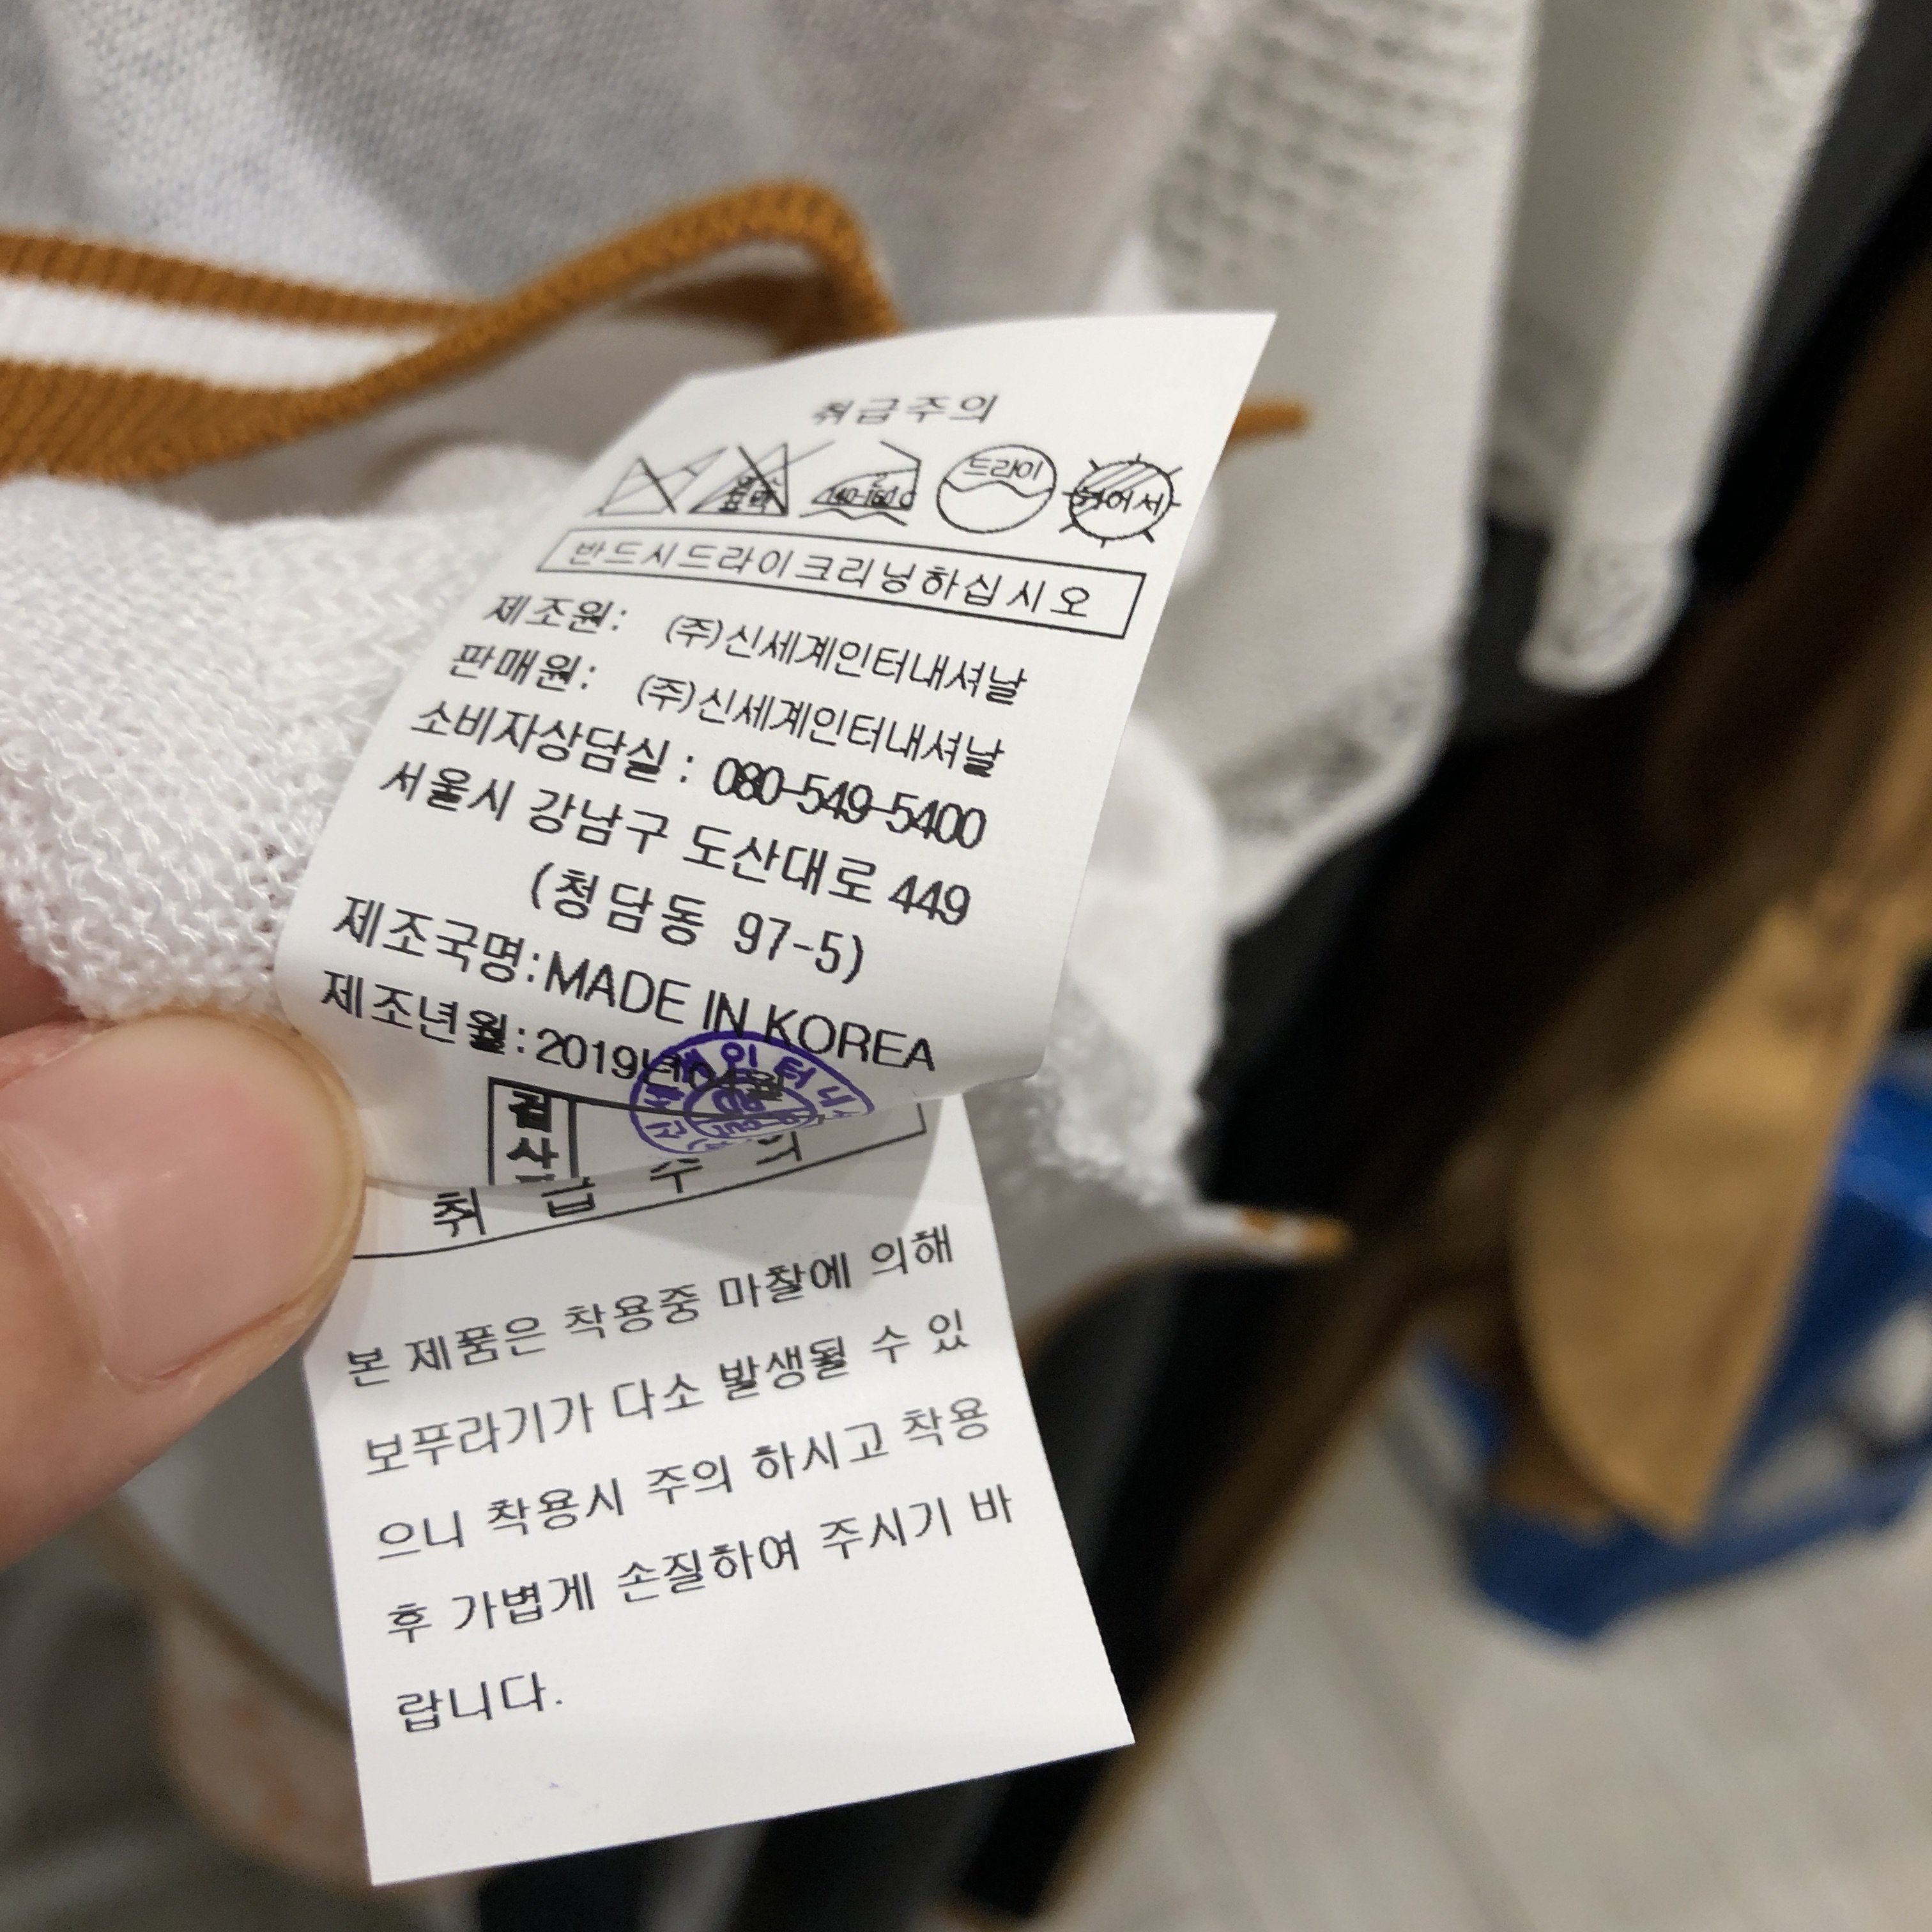 취급주의
140-160℃
드라이
뉘어서
반드시드라이크리닝하십시오
제조원: (주)신세계인터내셔날
판매원: (주)신세계인터내셔날
소비자상담실 : 080-549-5400
서울시 강남구 도산대로 449
(청담동 97-5)
제조국명:MADE IN KOREA
제조년월:2019년04월
검사
취급주의
본 제품은 착용중 마찰에 의해
보푸라기가 다소 발생될 수 있
으니 착용시 주의 하시고 착용
후 가볍게 손질하여 주시기 바
랍니다.